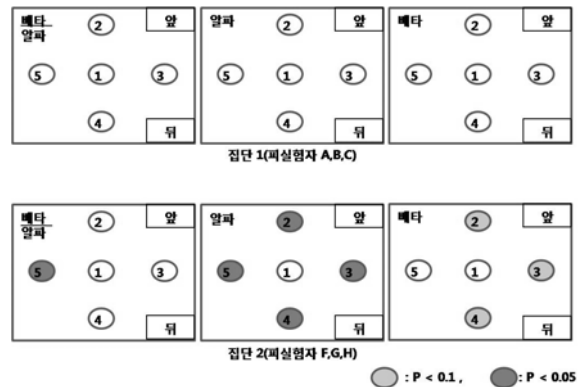 베타 2 앞 알파 2 앞 베타 2 앞
알파
5 1 3 5 1 3 5 1 3
4 뒤 4 뒤 4 뒤
집단 1(피실험자 A,B,C)
베타 2 앞 알파 2 앞 베타 2 앞
알파
5 1 3 5 1 3 5 1 3
4 뒤 4 뒤 4 뒤
집단 2(피실험자 F,G,H)
: P < 0.1 , : P < 0.05